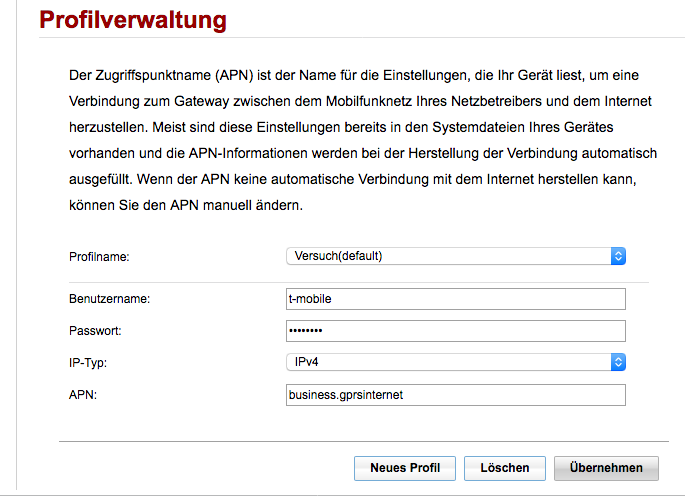 Profilverwaltung
Der Zugriffspunktname (APN) ist der Name für die Einstellungen, die Ihr Gerät liest, um eine
Verbindung zum Gateway zwischen dem Mobilfunknetz Ihres Netzbetreibers und dem Internet
herzustellen. Meist sind diese Einstellungen bereits in den Systemdateien Ihres Gerätes
vorhanden und die APN-Informationen werden bei der Herstellung der Verbindung automatisch
ausgefüllt. Wenn der APN keine automatische Verbindung mit dem Internet herstellen kann,
können Sie den APN manuell ändern.
Profilname: Versuch(default)
Benutzername: t-mobile
Passwort: ••••••••
IP-Typ: IPv4
APN: business.gprsinternet
Neues Profil Löschen Übernehmen